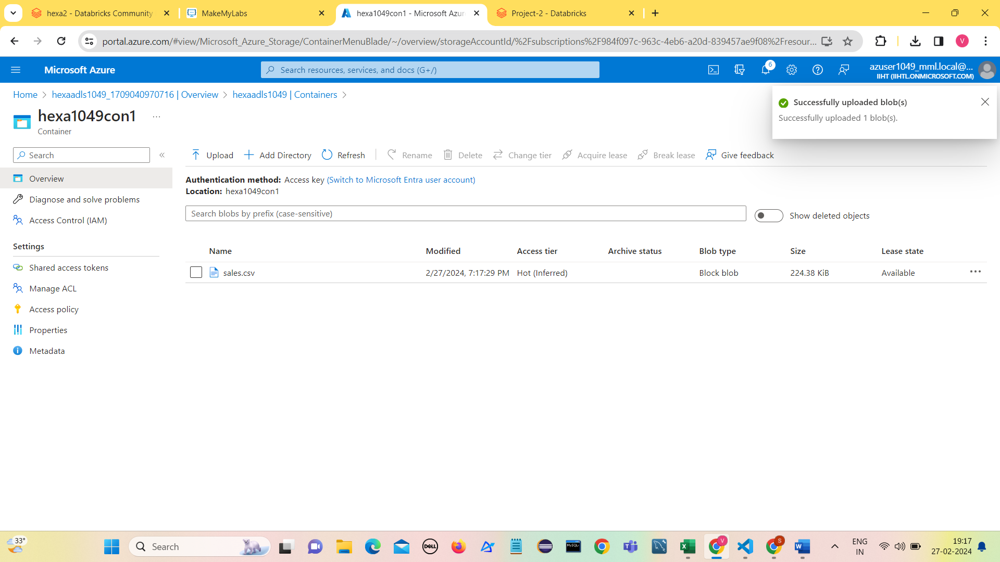 hexa2 - Databricks Community
MakeMyLabs
hexa1049con1 - Microsoft Azur
Project-2 - Databricks
portal.azure.com/#view/Microsoft_Azure_Storage/ContainerMenuBlade/~/overview/storageAccountId/%2Fsubscriptions%2F984f097c-963c-4eb6-a20d-839457ae9f08%2Fresour...
V
Microsoft Azure
Search resources, services, and docs (G+/)
6
azuser1049_mml.local@...
IIHT (IIHTL.ONMICROSOFT.COM)
Home > hexaadls1049_1709040970716 | Overview > hexaadls1049 | Containers >
hexa1049con1 ...
Container
Successfully uploaded blob(s)
Successfully uploaded 1 blob(s).
Search
«
Upload
Add Directory
Refresh
Rename
Delete
Change tier
Acquire lease
Break lease
Give feedback
Overview
Diagnose and solve problems
Access Control (IAM)
Settings
Shared access tokens
Manage ACL
Access policy
Properties
Metadata
Authentication method: Access key (Switch to Microsoft Entra user account)
Location: hexa1049con1
Search blobs by prefix (case-sensitive)
Show deleted objects
Name Modified Access tier Archive status Blob type Size Lease state
sales.csv 2/27/2024, 7:17:29 PM Hot (Inferred) Block blob 224.38 KiB Available ...
33°
Search
DELL
MySQL
V
S
ENG
IN
19:17
27-02-2024